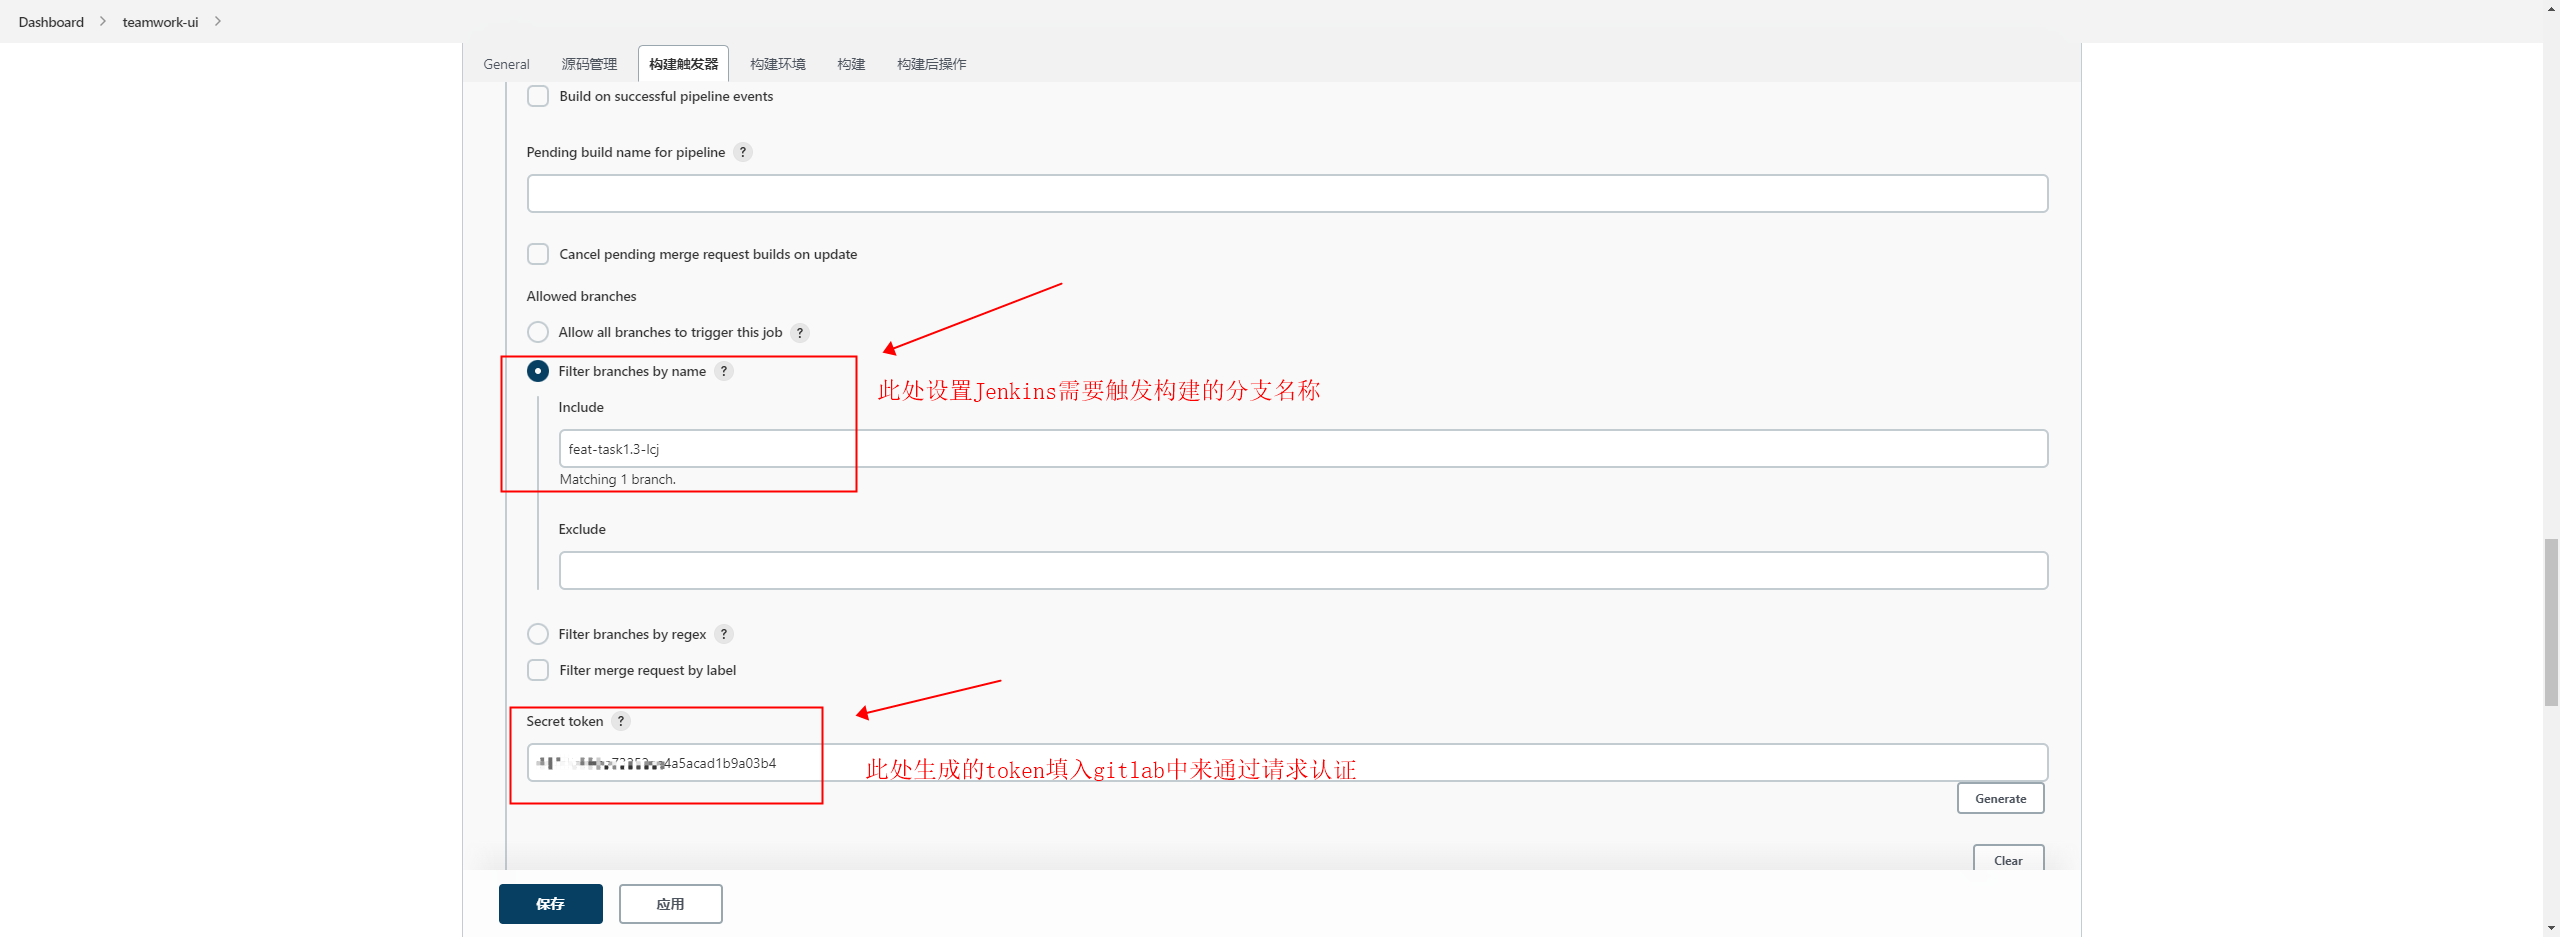 Dashboard > teamwork-ui >
General 源码管理 构建触发器 构建环境 构建 构建后操作
Build on successful pipeline events
Pending build name for pipeline ?
Cancel pending merge request builds on update
Allowed branches
Allow all branches to trigger this job ?
Filter branches by name ?
此处设置Jenkins需要触发构建的分支名称
Include
feat-task1.3-lcj
Matching 1 branch.
Exclude
Filter branches by regex ?
Filter merge request by label
Secret token ?
4a5acad1b9a03b4
此处生成的token填入gitlab中来通过请求认证
Generate
Clear
保存 应用